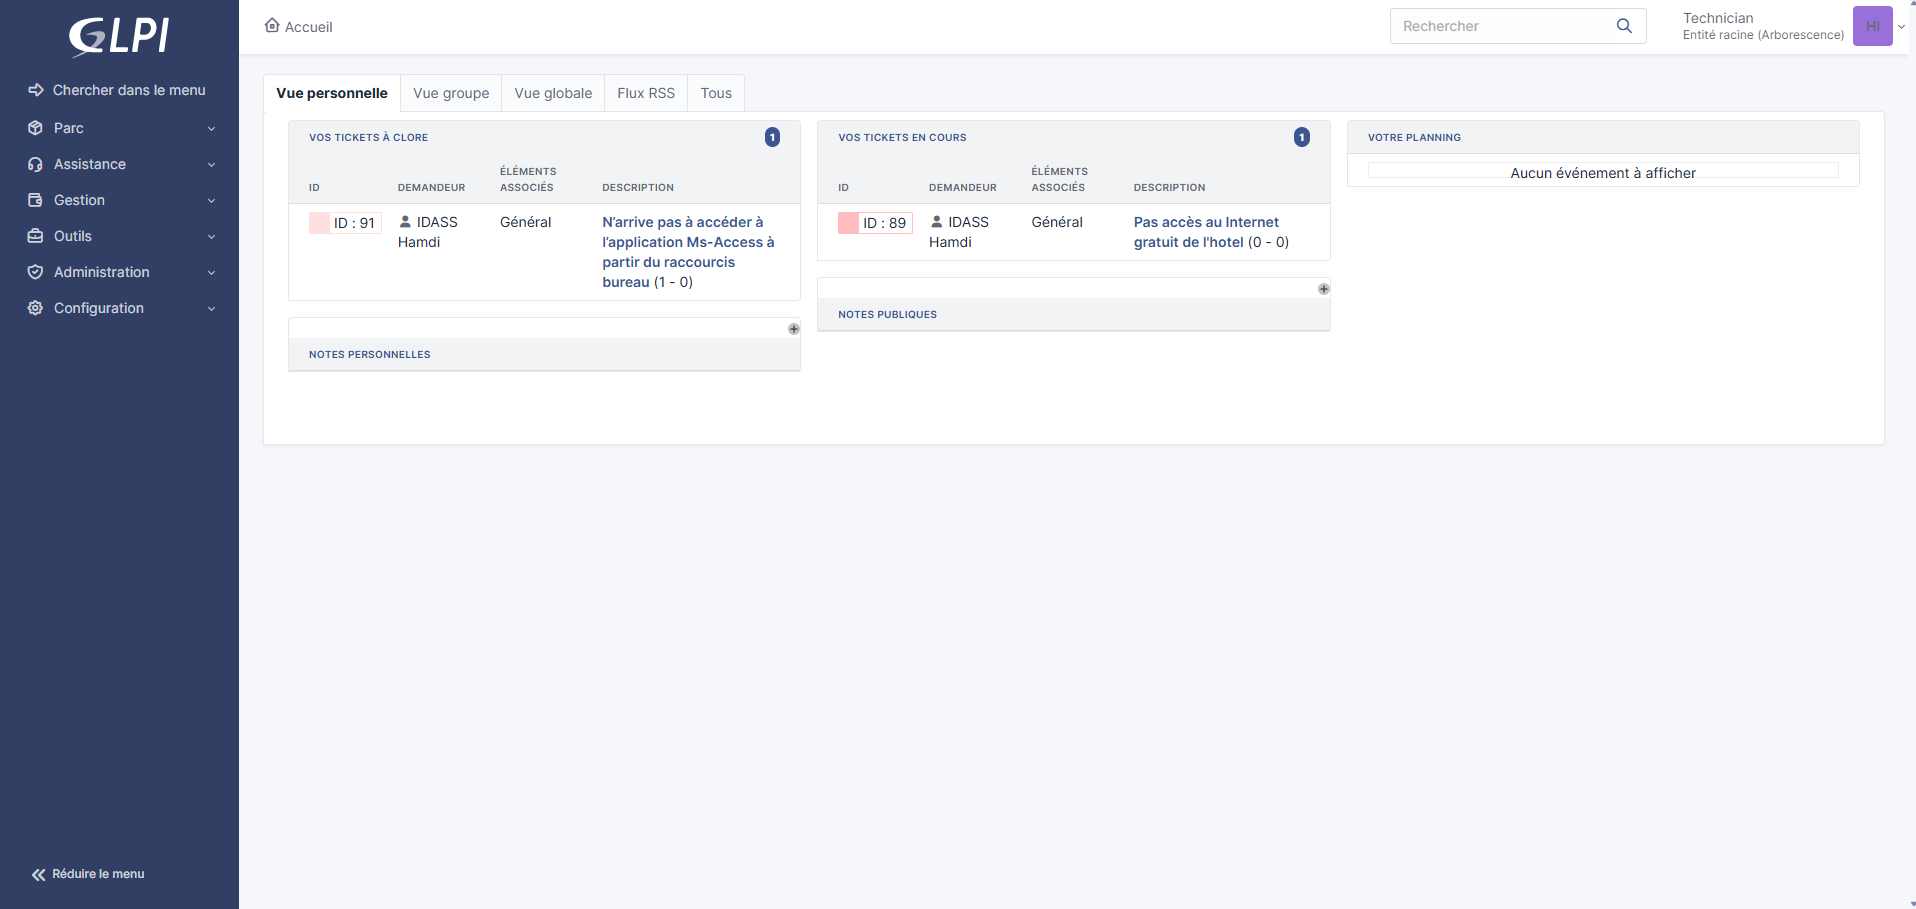 GLPI
Chercher dans le menu
Parc
Assistance
Gestion
Outils
Administration
Configuration
Réduire le menu
Accueil
Rechercher
Technician
Entité racine (Arborescence)
HI
Vue personnelle
Vue groupe
Vue globale
Flux RSS
Tous
VOS TICKETS À CLORE
1
ID
DEMANDEUR
ÉLÉMENTS
ASSOCIÉS
DESCRIPTION
ID : 91
IDASS
Hamdi
Général
N’arrive pas à accéder à
l’application Ms-Access à
partir du raccourcis
bureau (1 - 0)
NOTES PERSONNELLES
VOS TICKETS EN COURS
1
ID
DEMANDEUR
ÉLÉMENTS
ASSOCIÉS
DESCRIPTION
ID : 89
IDASS
Hamdi
Général
Pas accès au Internet
gratuit de l'hotel (0 - 0)
NOTES PUBLIQUES
VOTRE PLANNING
Aucun événement à afficher